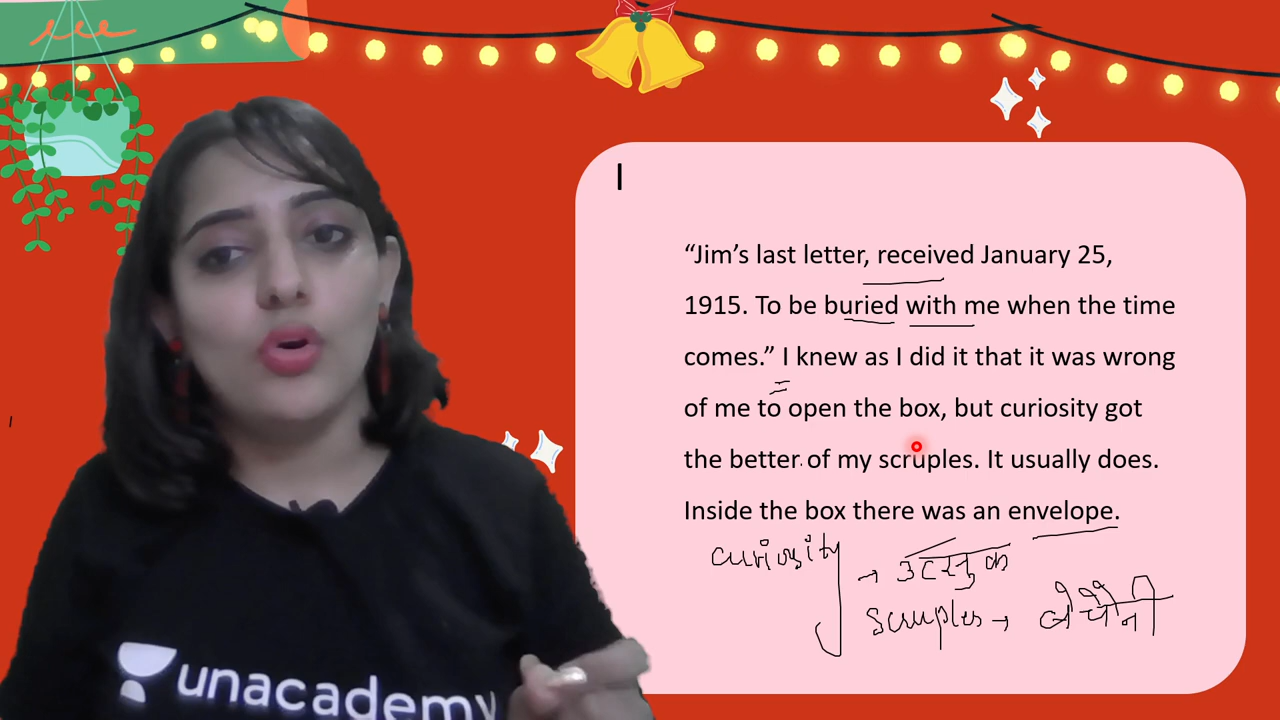 “Jim’s last letter, received January 25,
1915. To be buried with me when the time
comes.” I knew as I did it that it was wrong
of me to open the box, but curiosity got
the better of my scruples. It usually does.
Inside the box there was an envelope.
curiosity → उत्सुक
scruples → बेचैनी
unacademy